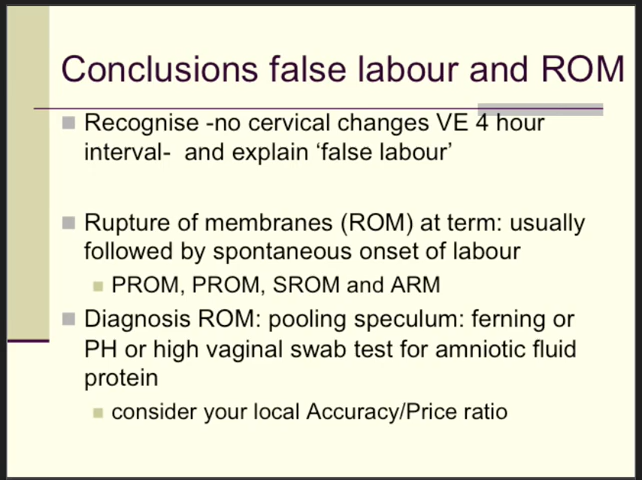 Conclusions false labour and ROM
Recognise -no cervical changes VE 4 hour
interval- and explain ‘false labour’
Rupture of membranes (ROM) at term: usually
followed by spontaneous onset of labour
PROM, PROM, SROM and ARM
Diagnosis ROM: pooling speculum: ferning or
PH or high vaginal swab test for amniotic fluid
protein
consider your local Accuracy/Price ratio